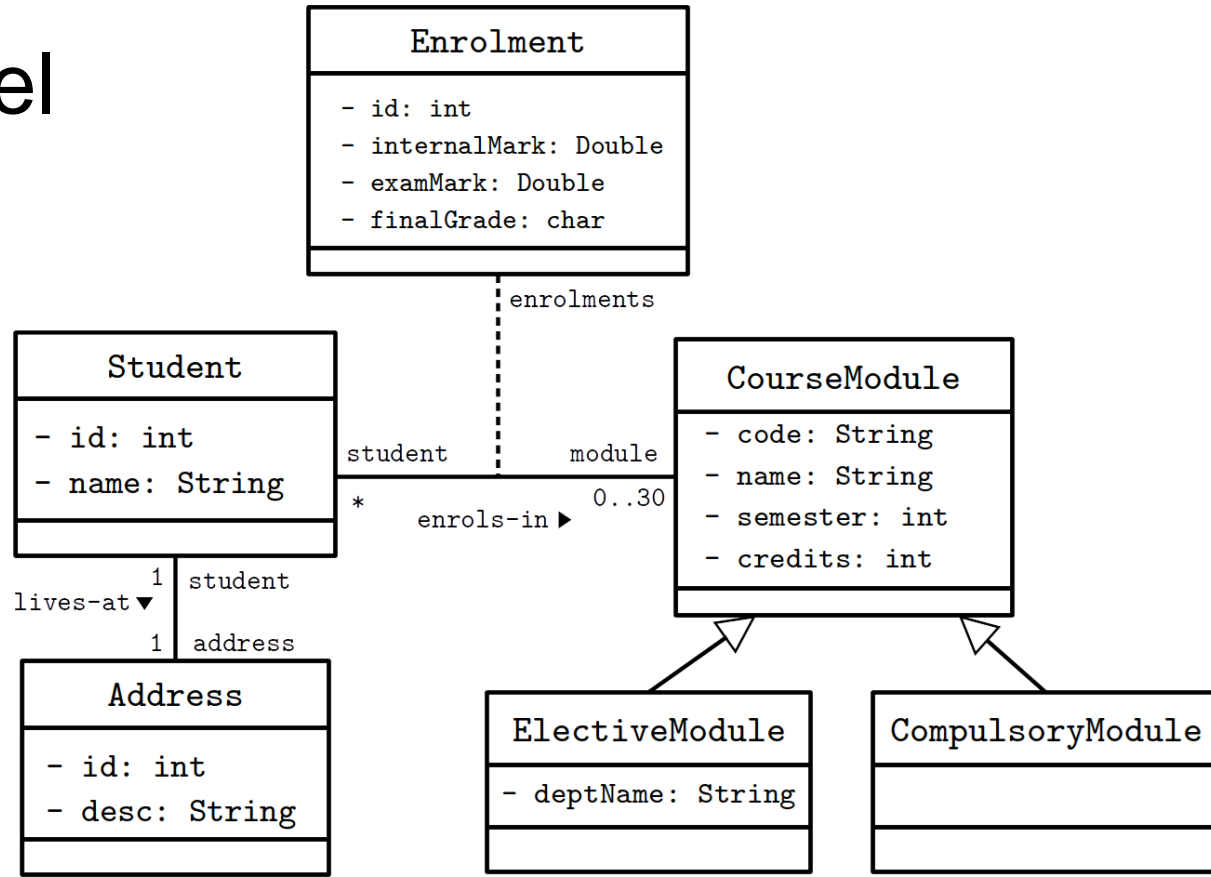 el
Enrolment
- id: int
- internalMark: Double
- examMark: Double
- finalGrade: char
enrolments
Student
- id: int
- name: String
student
*
enrols-in ▶
module
0..30
CourseModule
- code: String
- name: String
- semester: int
- credits: int
1 student
lives-at ▼
1 address
Address
- id: int
- desc: String
ElectiveModule
- deptName: String
CompulsoryModule